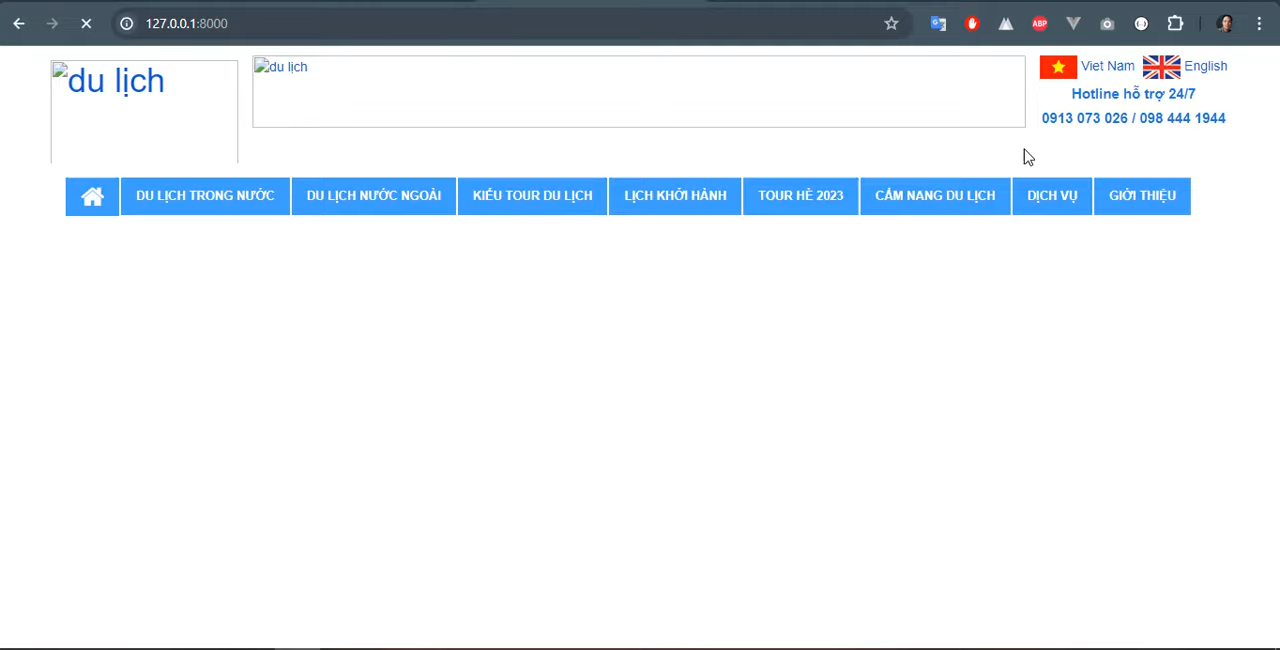 127.0.0.1:8000
ABP
du lịch
du lịch
Viet Nam English
Hotline hỗ trợ 24/7
0913 073 026 / 098 444 1944
DU LỊCH TRONG NƯỚC DU LỊCH NƯỚC NGOÀI KIỂU TOUR DU LỊCH LỊCH KHỞI HÀNH TOUR HÈ 2023 CẨM NANG DU LỊCH DỊCH VỤ GIỚI THIỆU